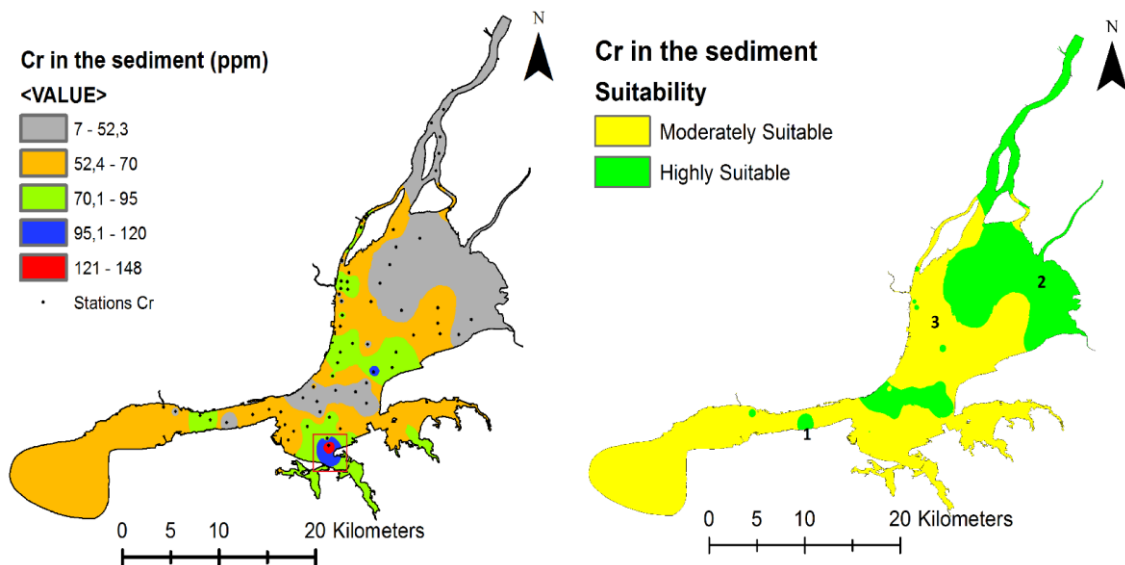 N
Cr in the sediment (ppm)
<VALUE>
7 - 52,3
52,4 - 70
70,1 - 95
95,1 - 120
121 - 148
Stations Cr
0 5 10 20 Kilometers
N
Cr in the sediment
Suitability
Moderately Suitable
Highly Suitable
2
3
1
0 5 10 20 Kilometers